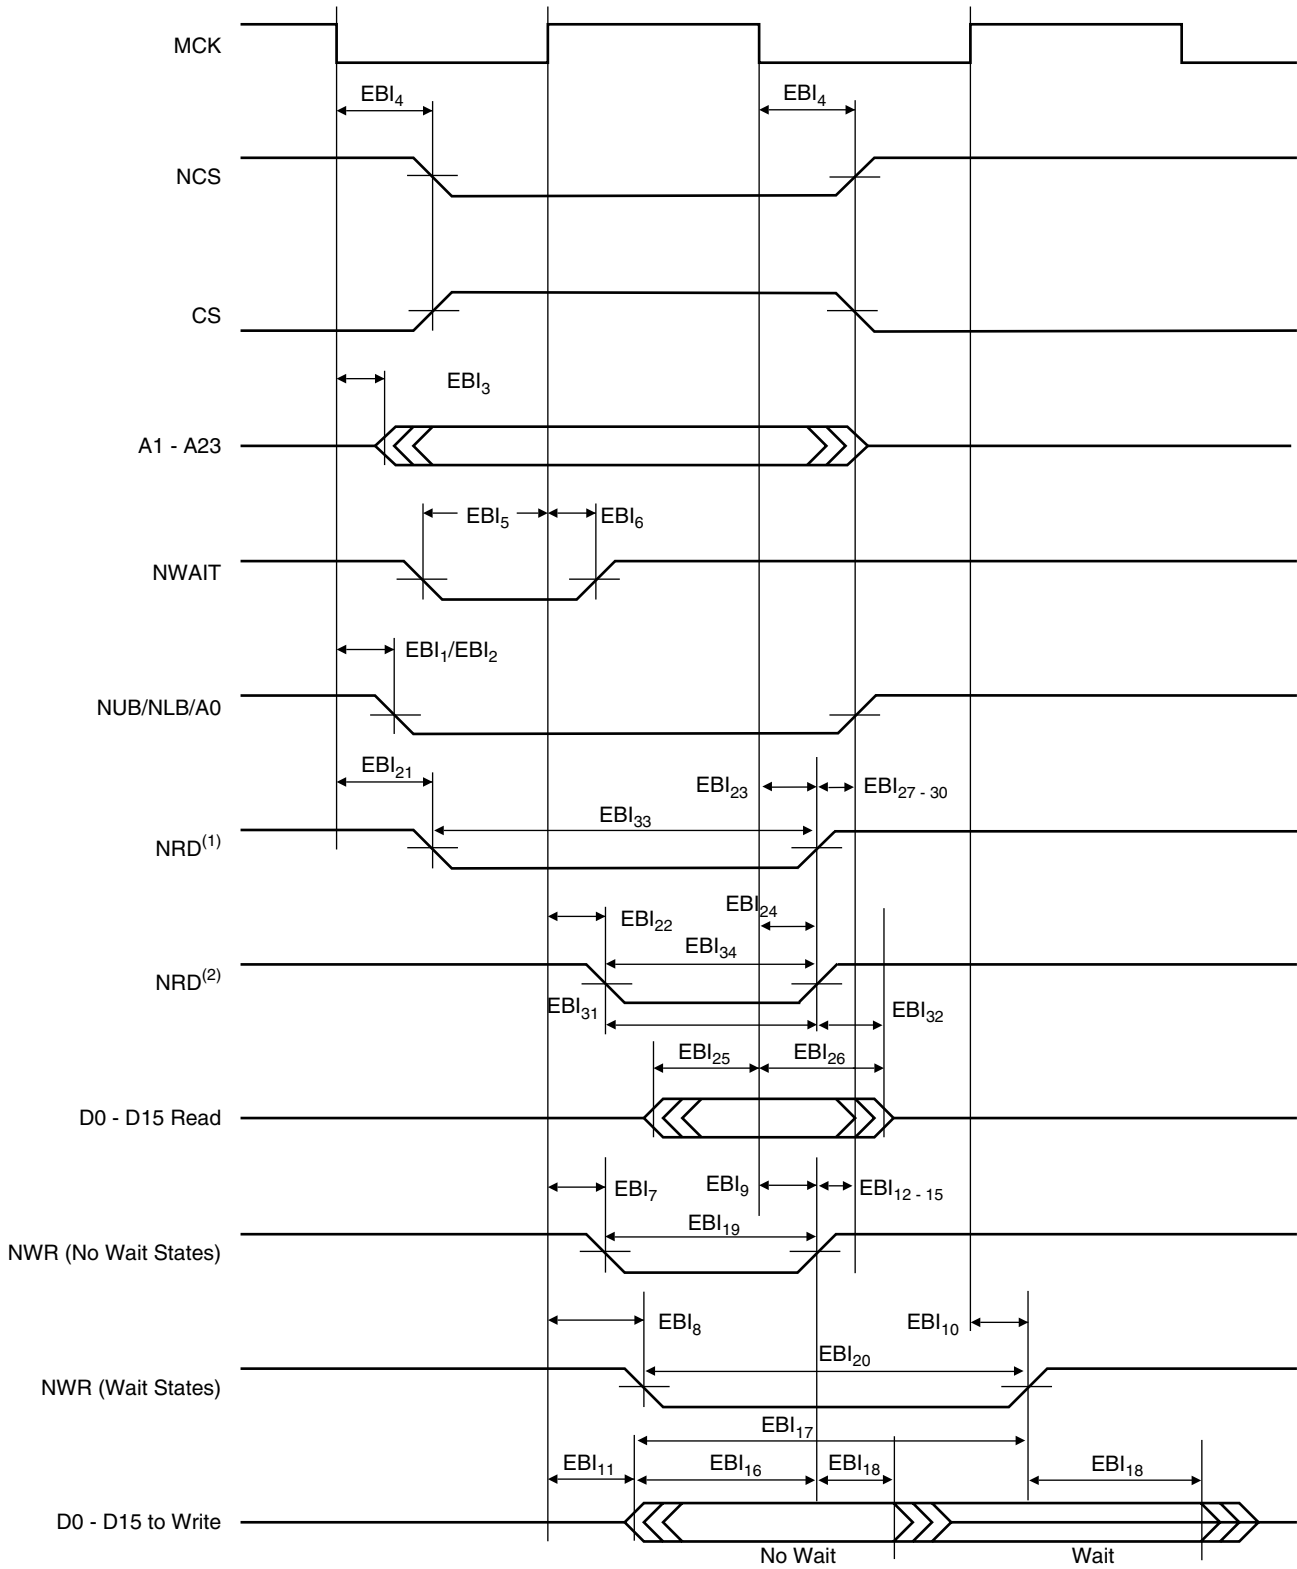 MCK
EBI4 EBI4
NCS
CS
EBI3
A1 - A23
EBI5 EBI6
NWAIT
EBI1/EBI2
NUB/NLB/A0
EBI21 EBI23 EBI27 - 30
EBI33
NRD(1)
EBI22 EBI24
EBI34
NRD(2)
EBI31 EBI32
EBI25 EBI26
D0 - D15 Read
EBI7 EBI9 EBI12 - 15
EBI19
NWR (No Wait States)
EBI8 EBI10
EBI20
NWR (Wait States)
EBI17
EBI11 EBI16 EBI18 EBI18
D0 - D15 to Write
No Wait Wait